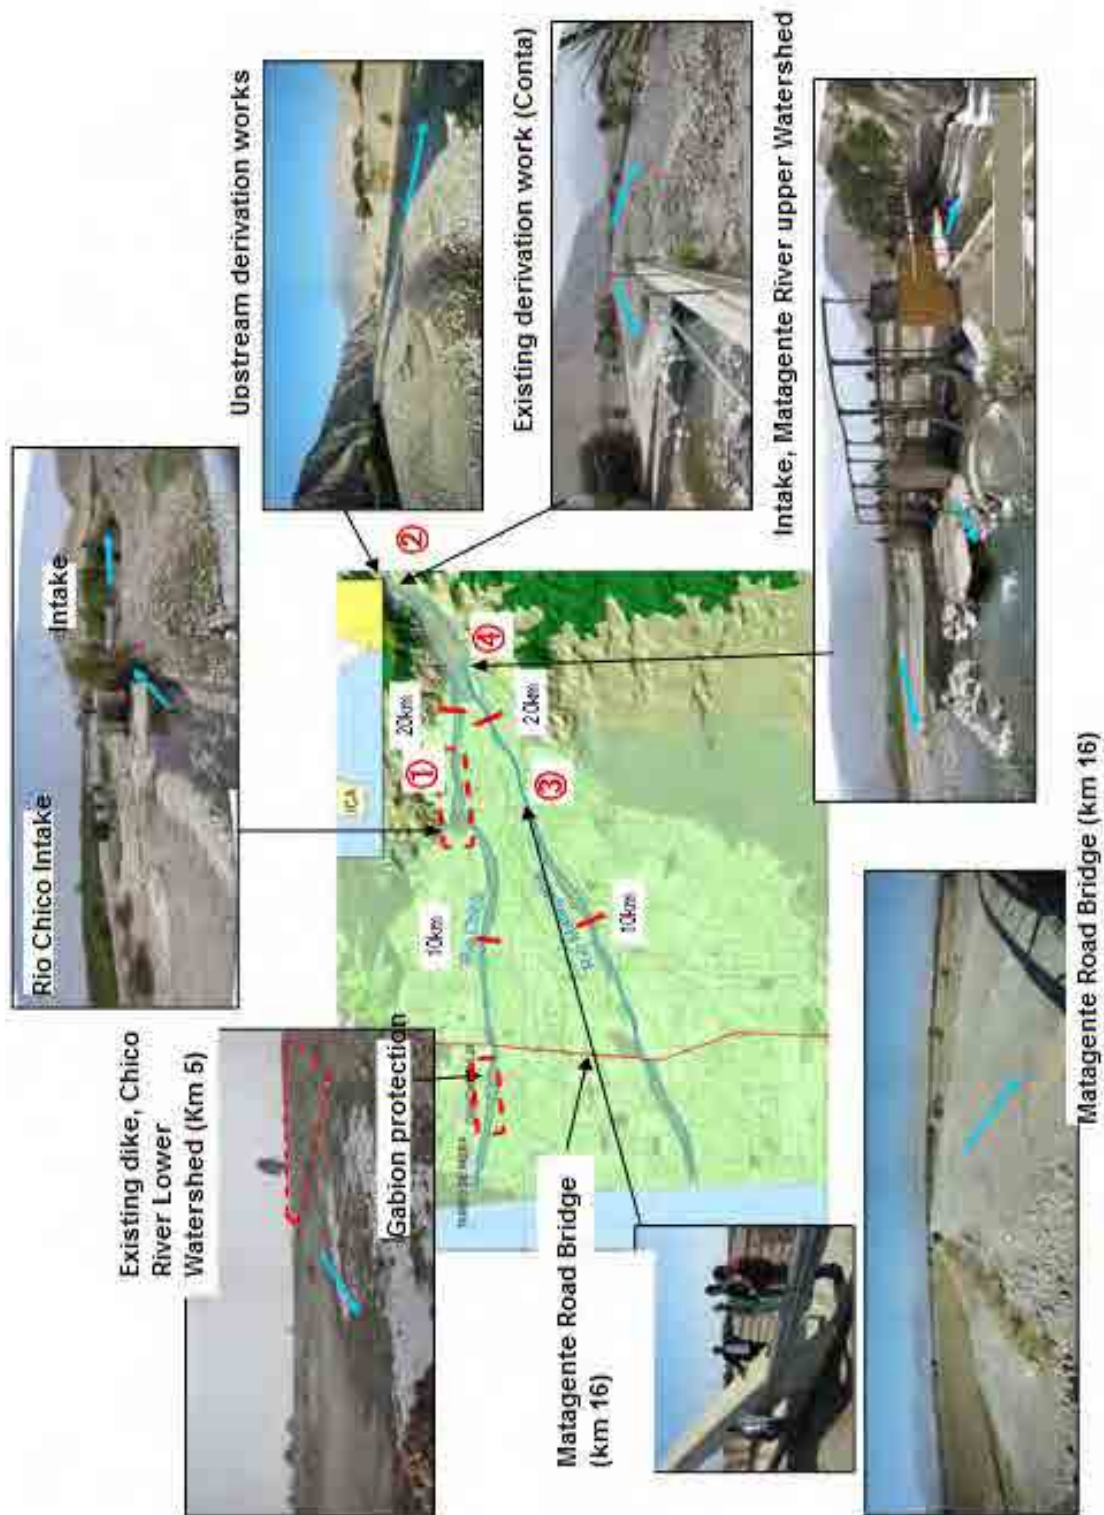 Upstream derivation works
Existing derivation work (Conta)
Intake, Matagente River upper Watershed
Rio Chico Intake
Intake
Existing dike, Chico
River Lower
Watershed (Km 5)
Gabion protection
Matagente Road Bridge
(km 16)
Matagente Road Bridge (km 16)
①
②
③
④
20km
20km
10km
10km
ICA